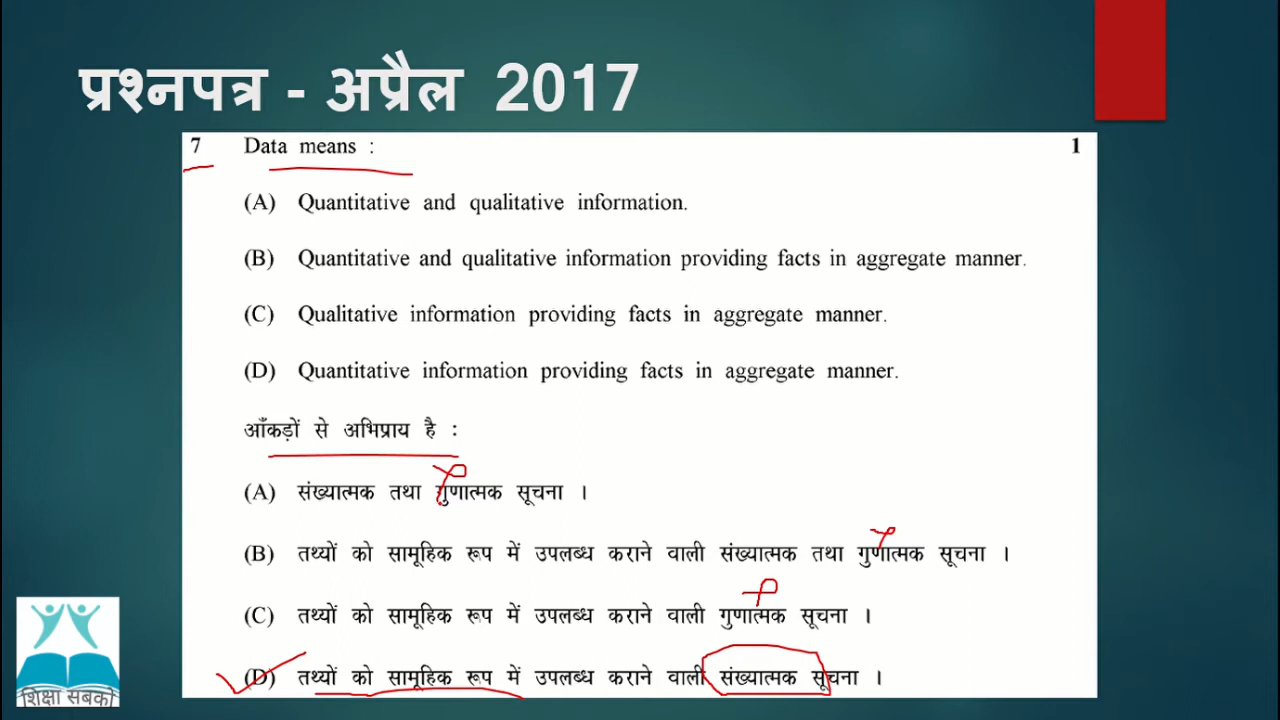 प्रश्नपत्र - अप्रैल 2017
7 Data means : 1
(A) Quantitative and qualitative information.
(B) Quantitative and qualitative information providing facts in aggregate manner.
(C) Qualitative information providing facts in aggregate manner.
(D) Quantitative information providing facts in aggregate manner.
आँकड़ों से अभिप्राय है :
(A) संख्यात्मक तथा गुणात्मक सूचना ।
(B) तथ्यों को सामूहिक रूप में उपलब्ध कराने वाली संख्यात्मक तथा गुणात्मक सूचना ।
(C) तथ्यों को सामूहिक रूप में उपलब्ध कराने वाली गुणात्मक सूचना ।
(D) तथ्यों को सामूहिक रूप में उपलब्ध कराने वाली संख्यात्मक सूचना ।
शिक्षा सबको